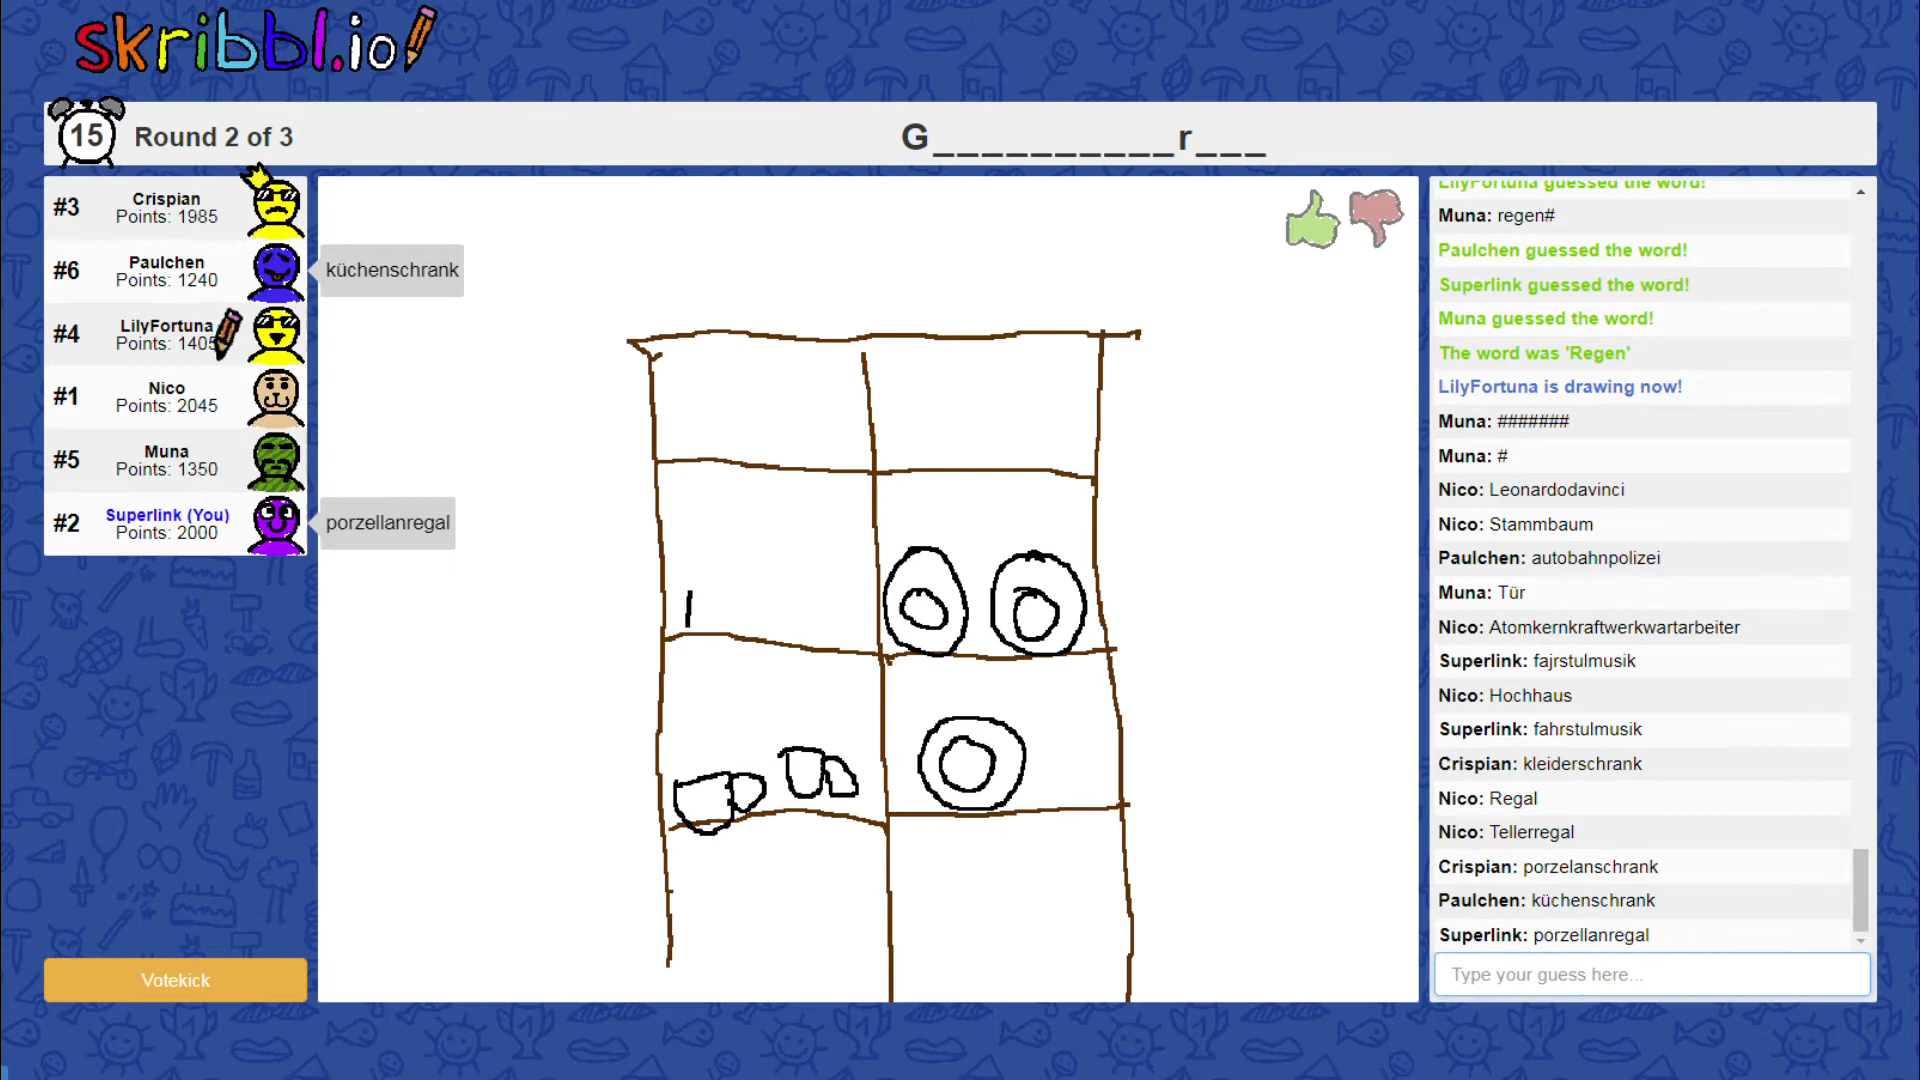 skribbl.io
15
Round 2 of 3
G__________r___
#3
Crispian
Points: 1985
#6
Paulchen
Points: 1240
küchenschrank
#4
LilyFortuna
Points: 1405
#1
Nico
Points: 2045
#5
Muna
Points: 1350
#2
Superlink (You)
Points: 2000
porzellanregal
Votekick
LilyFortuna guessed the word!
Muna: regen#
Paulchen guessed the word!
Superlink guessed the word!
Muna guessed the word!
The word was 'Regen'
LilyFortuna is drawing now!
Muna: #######
Muna: #
Nico: Leonardodavinci
Nico: Stammbaum
Paulchen: autobahnpolizei
Muna: Tür
Nico: Atomkernkraftwerkwartarbeiter
Superlink: fajrstulmusik
Nico: Hochhaus
Superlink: fahrstulmusik
Crispian: kleiderschrank
Nico: Regal
Nico: Tellerregal
Crispian: porzelanschrank
Paulchen: küchenschrank
Superlink: porzellanregal
Type your guess here...